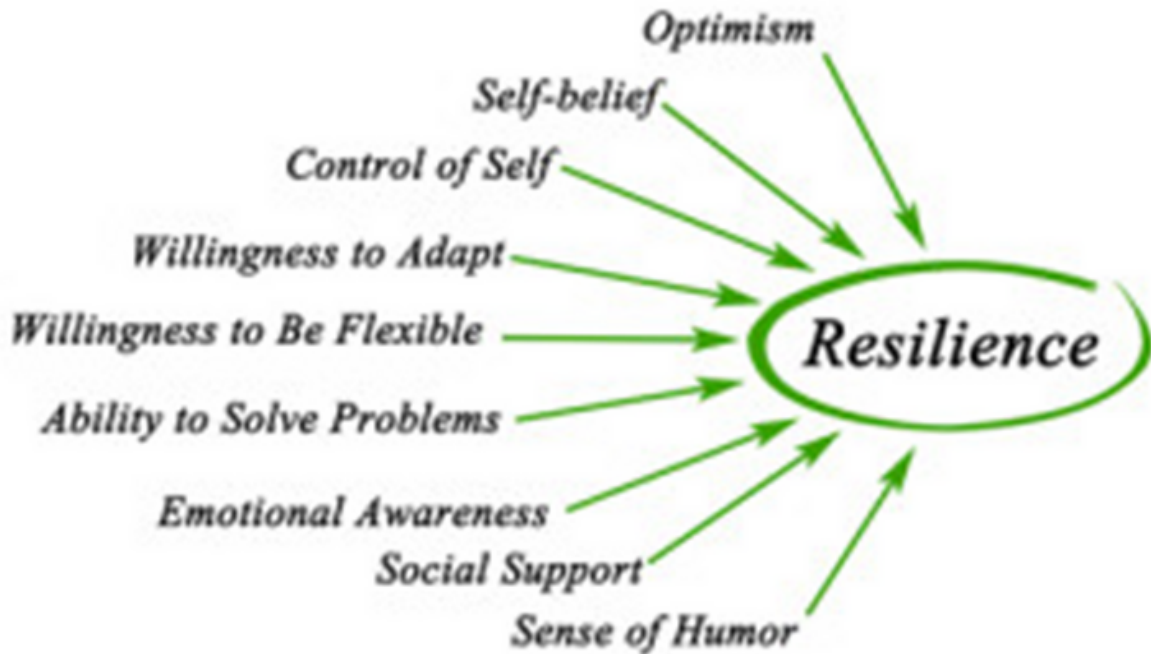 Optimism
Self-belief
Control of Self
Willingness to Adapt
Willingness to Be Flexible
Resilience
Ability to Solve Problems
Emotional Awareness
Social Support
Sense of Humor